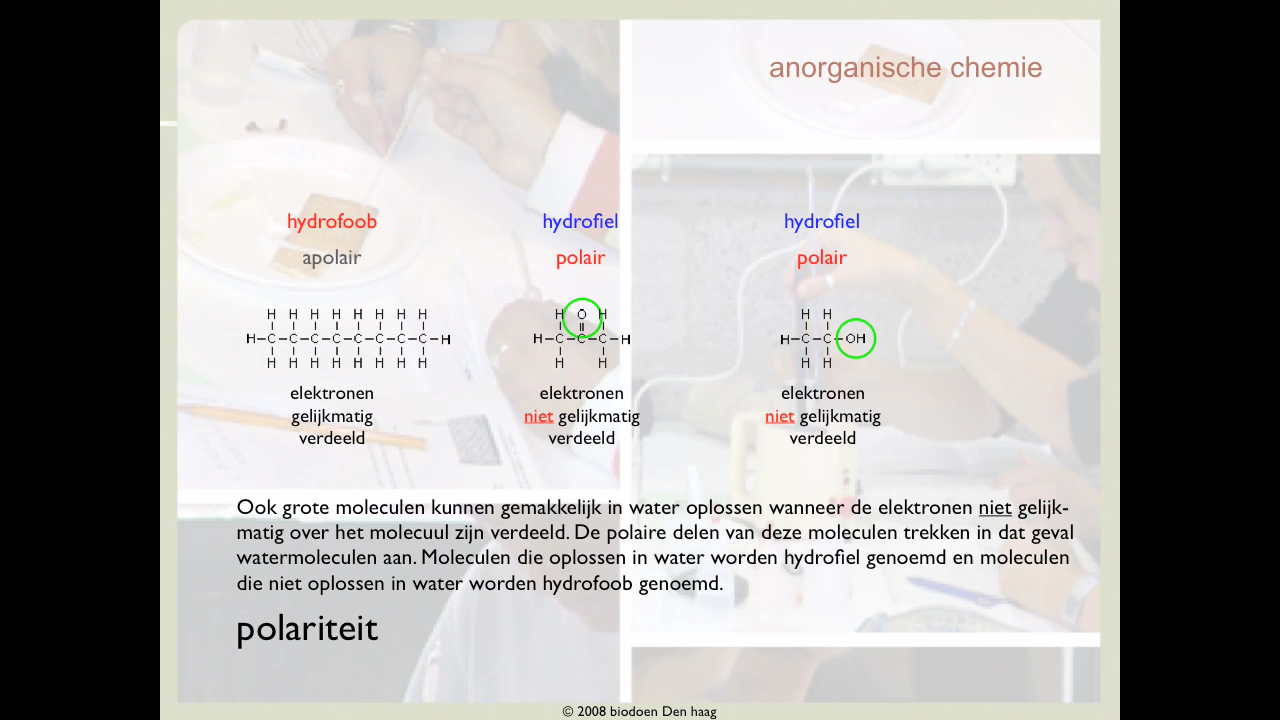 anorganische chemie
hydrofoob
apolair
H H H H H H H H
H–C–C–C–C–C–C–C–C–H
H H H H H H H H
elektronen
gelijkmatig
verdeeld
hydrofiel
polair
H O H
H–C–C–C–H
H H
elektronen
niet gelijkmatig
verdeeld
hydrofiel
polair
H H
H–C–C–OH
H H
elektronen
niet gelijkmatig
verdeeld
Ook grote moleculen kunnen gemakkelijk in water oplossen wanneer de elektronen niet gelijk-
matig over het molecuul zijn verdeeld. De polaire delen van deze moleculen trekken in dat geval
watermoleculen aan. Moleculen die oplossen in water worden hydrofiel genoemd en moleculen
die niet oplossen in water worden hydrofoob genoemd.
polariteit
© 2008 biodoen Den haag